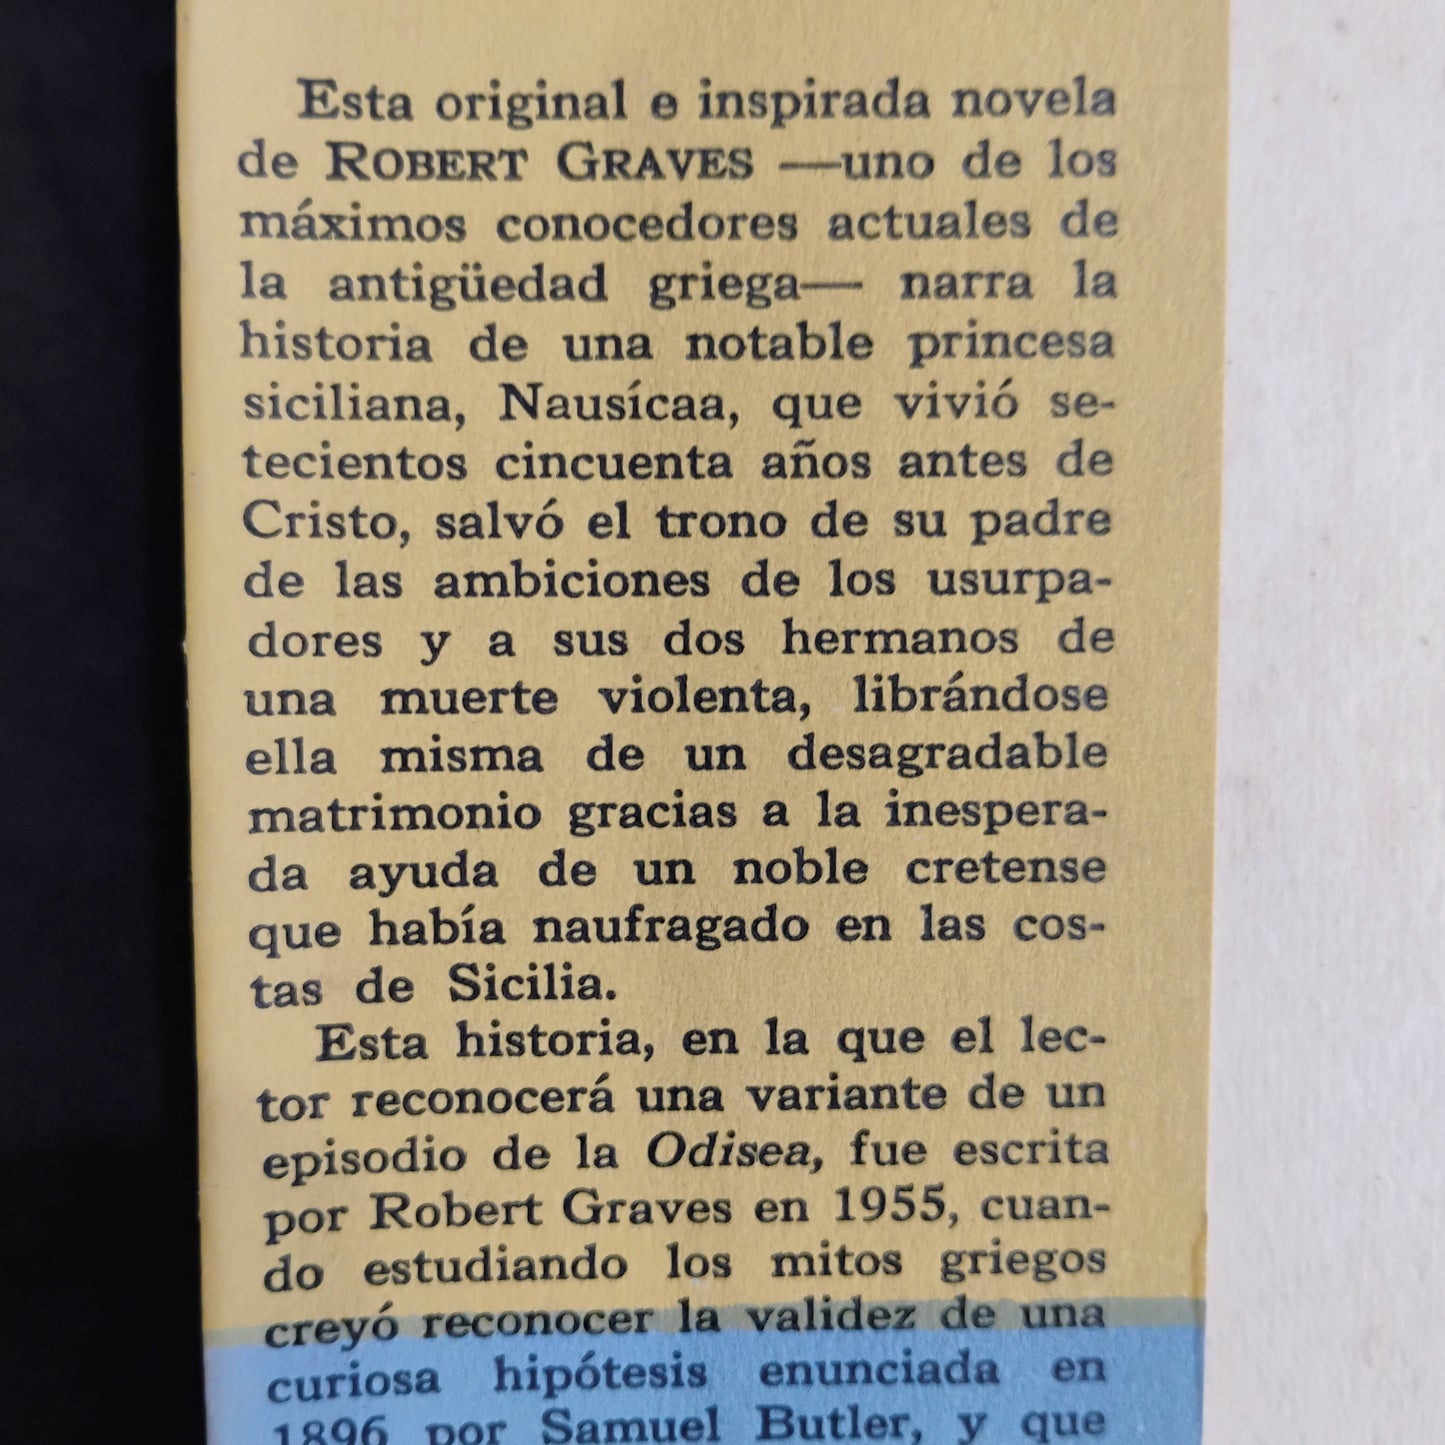 Esta original e inspirada novela
de ROBERT GRAVES —uno de los
máximos conocedores actuales de
la antigüedad griega— narra la
historia de una notable princesa
siciliana, Nausícaa, que vivió se-
tecientos cincuenta años antes de
Cristo, salvó el trono de su padre
de las ambiciones de los usurpa-
dores y a sus dos hermanos de
una muerte violenta, librándose
ella misma de un desagradable
matrimonio gracias a la inespera-
da ayuda de un noble cretense
que había naufragado en las cos-
tas de Sicilia.
Esta historia, en la que el lec-
tor reconocerá una variante de un
episodio de la Odisea, fue escrita
por Robert Graves en 1955, cuan-
do estudiando los mitos griegos
creyó reconocer la validez de una
curiosa hipótesis enunciada en
1896 por Samuel Butler, y que